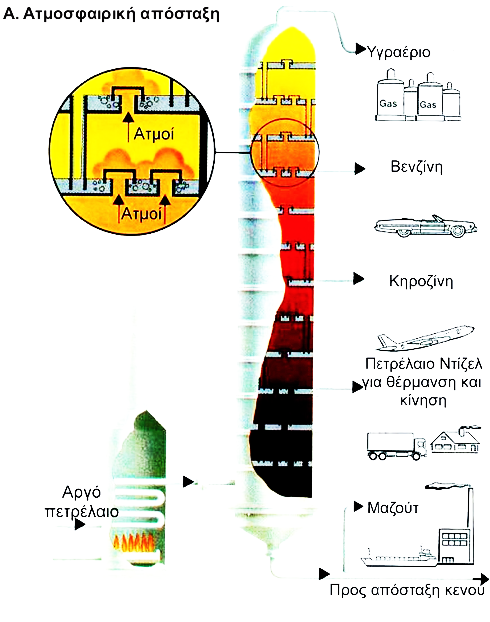 Α. Ατμοσφαιρική απόσταξη
Υγραέριο
Gas
Gas
Ατμοί
Ατμοί
Βενζίνη
Κηροζίνη
Πετρέλαιο Ντίζελ
για θέρμανση και
κίνηση
Αργό
πετρέλαιο
Μαζούτ
Προς απόσταξη κενού